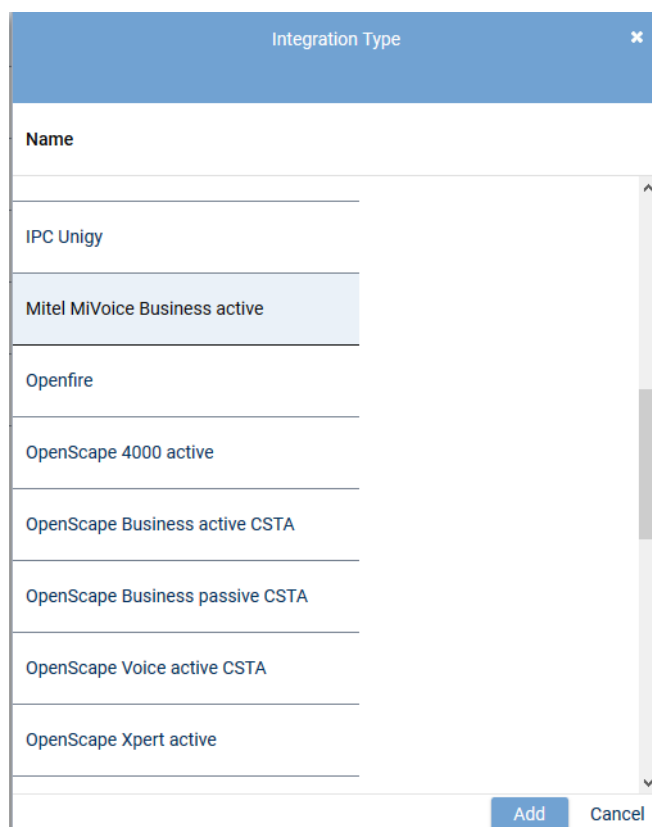 Integration Type
Name
IPC Unigy
Mitel MiVoice Business active
Openfire
OpenScape 4000 active
OpenScape Business active CSTA
OpenScape Business passive CSTA
OpenScape Voice active CSTA
OpenScape Xpert active
Add Cancel